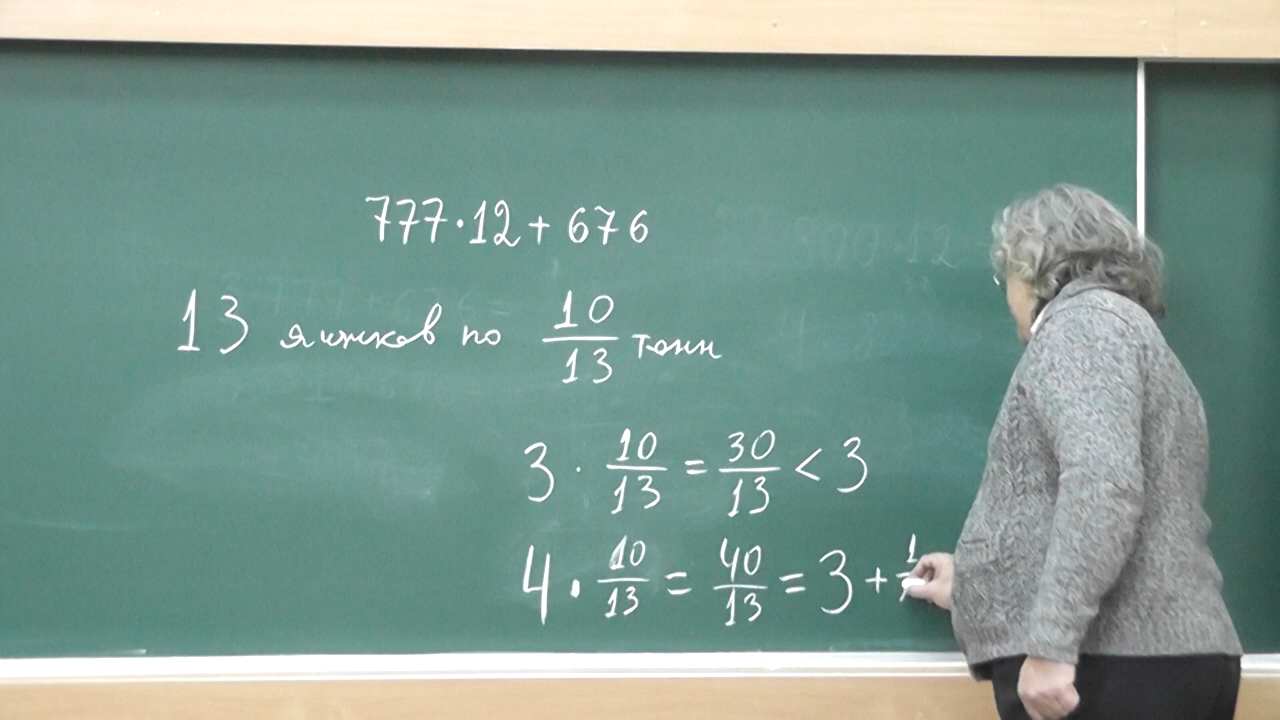 777·12+676
13 ящиков по 10/13 тонн
3 · 10/13 = 30/13 < 3
4 · 10/13 = 40/13 = 3 + 1/